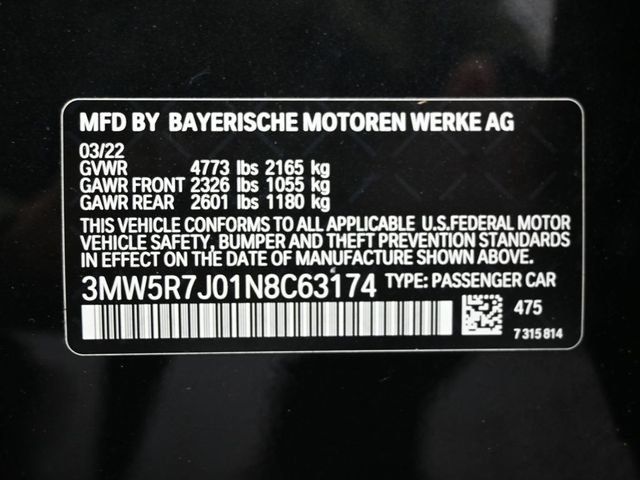 MFD BY BAYERISCHE MOTOREN WERKE AG
03/22
GVWR 4773 lbs 2165 kg
GAWR FRONT 2326 lbs 1055 kg
GAWR REAR 2601 lbs 1180 kg
THIS VEHICLE CONFORMS TO ALL APPLICABLE U.S.FEDERAL MOTOR
VEHICLE SAFETY, BUMPER AND THEFT PREVENTION STANDARDS
IN EFFECT ON THE DATE OF MANUFACTURE SHOWN ABOVE.
3MW5R7J01N8C63174 TYPE: PASSENGER CAR
475
7 315 814